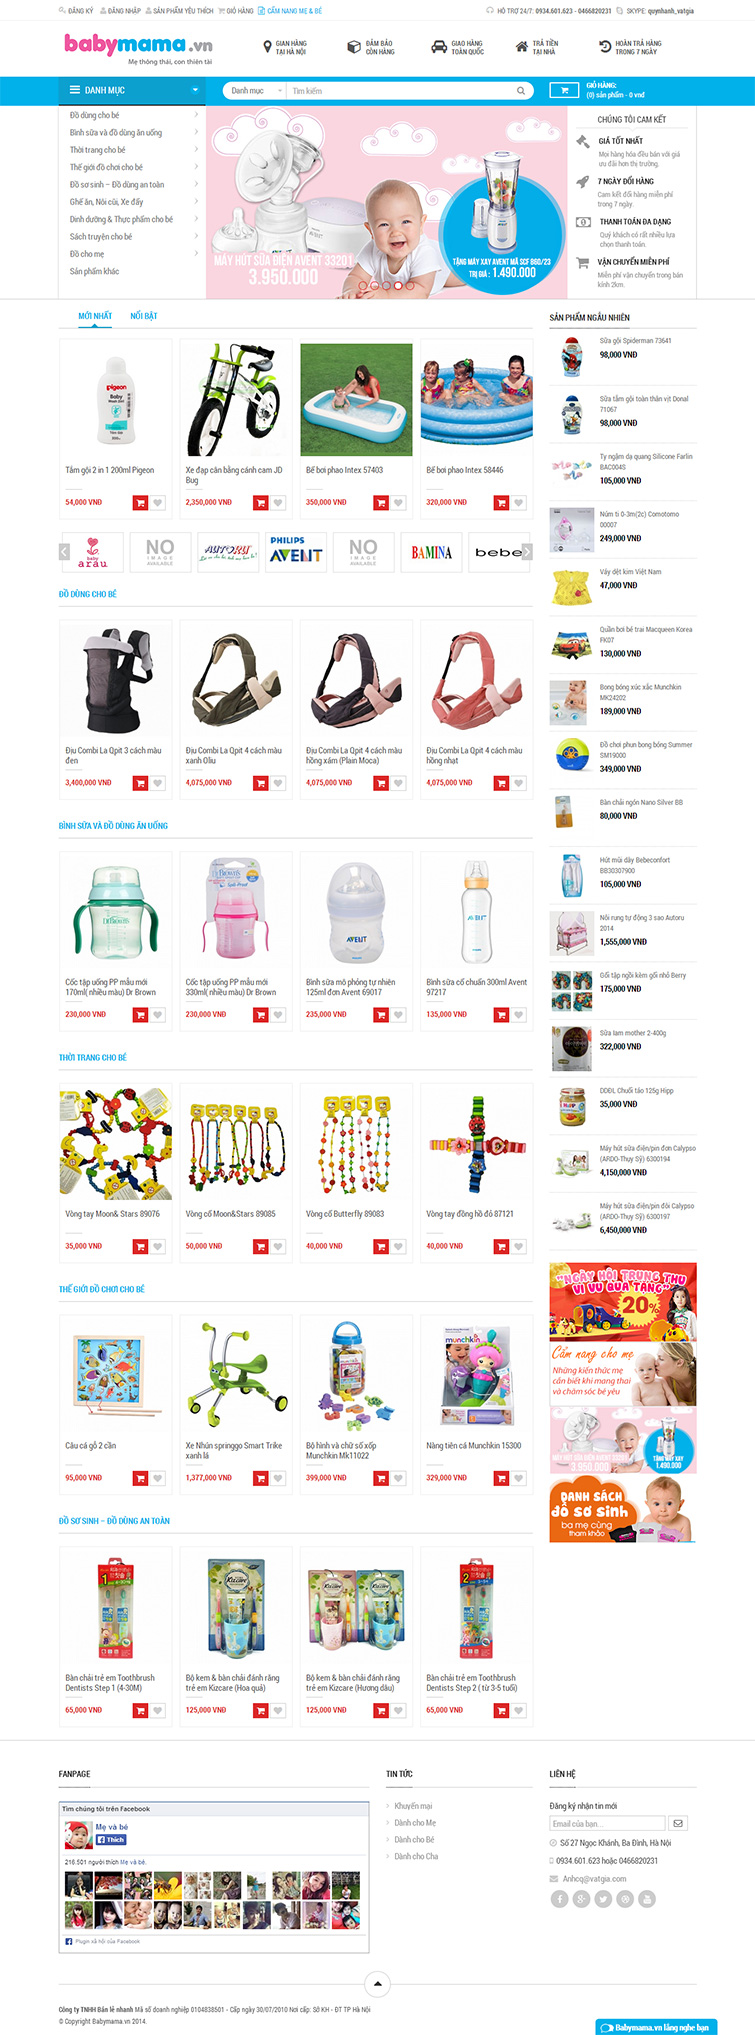 ĐĂNG KÝ ĐĂNG NHẬP SẢN PHẨM YÊU THÍCH GIỎ HÀNG CẨM NANG MẸ & BÉ
HỖ TRỢ 24/7: 0934.601.623 - 0466820231 SKYPE: quynhanh_vatgia
babymama.vn
Mẹ thông thái, con thiên tài
GIAN HÀNG
TẠI HÀ NỘI
ĐẢM BẢO
CÒN HÀNG
GIAO HÀNG
TOÀN QUỐC
TRẢ TIỀN
TẠI NHÀ
HOÀN TRẢ HÀNG
TRONG 7 NGÀY
DANH MỤC
Danh mục
Tìm kiếm
GIỎ HÀNG:
(0) sản phẩm - 0 vnd
Đồ dùng cho bé
Bình sữa và đồ dùng ăn uống
Thời trang cho bé
Thế giới đồ chơi cho bé
Đồ sơ sinh – Đồ dùng an toàn
Ghế ăn, Nôi cũi, Xe đẩy
Dinh dưỡng & Thực phẩm cho bé
Sách truyện cho bé
Đồ cho mẹ
Sản phẩm khác
MÁY HÚT SỮA ĐIỆN AVENT 33201
3.950.000
TẶNG MÁY XAY AVENT MÃ SCF 860/23
TRỊ GIÁ : 1.490.000
CHÚNG TÔI CAM KẾT
GIÁ TỐT NHẤT
Mọi hàng hóa đều bán với giá
ưu đãi hơn thị trường.
7 NGÀY ĐỔI HÀNG
Cam kết đổi hàng miễn phí
trong 7 ngày.
THANH TOÁN ĐA DẠNG
Quý khách có rất nhiều lựa
chọn thanh toán.
VẬN CHUYỂN MIỄN PHÍ
Miễn phí vận chuyển trong bán
kính 2km.
MỚI NHẤT NỔI BẬT
pigeon
Baby
Tắm gội 2 in 1 200ml Pigeon
54,000 VNĐ
Xe đạp cân bằng cánh cam JD
Bug
2,350,000 VNĐ
Bể bơi phao Intex 57403
350,000 VNĐ
Bể bơi phao Intex 58446
320,000 VNĐ
baby
arau
NO
IMAGE
AVAILABLE
AUTORU
PHILIPS
AVENT
NO
IMAGE
AVAILABLE
BAMINA
bebe
ĐỒ DÙNG CHO BÉ
Địu Combi La Qpit 3 cách màu
đen
3,400,000 VNĐ
Địu Combi La Qpit 4 cách màu
xanh Oliu
4,075,000 VNĐ
Địu Combi La Qpit 4 cách màu
hồng xám (Plain Moca)
4,075,000 VNĐ
Địu Combi La Qpit 4 cách màu
hồng nhạt
4,075,000 VNĐ
BÌNH SỮA VÀ ĐỒ DÙNG ĂN UỐNG
Cốc tập uống PP mẫu mới
170ml( nhiều màu) Dr Brown
230,000 VNĐ
Cốc tập uống PP mẫu mới
330ml( nhiều màu) Dr Brown
230,000 VNĐ
AVENT
Bình sữa mô phỏng tự nhiên
125ml đơn Avent 69017
235,000 VNĐ
Bình sữa cổ chuẩn 300ml Avent
97217
135,000 VNĐ
THỜI TRANG CHO BÉ
Vòng tay Moon& Stars 89076
35,000 VNĐ
Vòng cổ Moon&Stars 89085
50,000 VNĐ
Vòng cổ Butterfly 89083
40,000 VNĐ
Vòng tay đồng hồ đỏ 87121
40,000 VNĐ
THẾ GIỚI ĐỒ CHƠI CHO BÉ
Câu cá gỗ 2 cần
95,000 VNĐ
Xe Nhún springgo Smart Trike
xanh lá
1,377,000 VNĐ
Bộ hình và chữ số xốp
Munchkin Mk11022
399,000 VNĐ
munchkin
Nàng tiên cá Munchkin 15300
329,000 VNĐ
ĐỒ SƠ SINH – ĐỒ DÙNG AN TOÀN
Bàn chải trẻ em Toothbrush
Dentists Step 1 (4-30M)
65,000 VNĐ
Bộ kem & bàn chải đánh răng
trẻ em Kizcare (Hoa quả)
125,000 VNĐ
Bộ kem & bàn chải đánh răng
trẻ em Kizcare (Hương dâu)
125,000 VNĐ
Bàn chải trẻ em Toothbrush
Dentists Step 2 ( từ 3-5 tuổi)
65,000 VNĐ
SẢN PHẨM NGẪU NHIÊN
Sữa gội Spiderman 73641
98,000 VNĐ
Sữa tắm gội toàn thân vịt Donal
71067
98,000 VNĐ
Ty ngậm dạ quang Silicone Farlin
BAC004S
105,000 VNĐ
Núm ti 0-3m(2c) Comotomo
00007
249,000 VNĐ
Váy dệt kim Việt Nam
47,000 VNĐ
Quần bơi bé trai Macqueen Korea
FK07
130,000 VNĐ
Bong bóng xúc xắc Munchkin
MK24202
189,000 VNĐ
Đồ chơi phun bong bóng Summer
SM19000
349,000 VNĐ
Bàn chải ngón Nano Silver BB
80,000 VNĐ
Hút mũi dây Bebeconfort
BB30307900
105,000 VNĐ
Nôi rung tự động 3 sao Autoru
2014
1,555,000 VNĐ
Gối tập ngồi kèm gối nhỏ Berry
175,000 VNĐ
Sữa Iam mother 2-400g
322,000 VNĐ
DDĐL Chuối táo 125g Hipp
35,000 VNĐ
Máy hút sữa điện/pin đơn Calypso
(ARDO-Thụy Sỹ) 6300194
4,150,000 VNĐ
Máy hút sữa điện/pin đôi Calypso
(ARDO-Thụy Sỹ) 6300197
6,450,000 VNĐ
"NGÀY HỘI TRUNG THU
VI VU QUÀ TẶNG"
20%
Cẩm nang cho mẹ
Những kiến thức mẹ
cần biết khi mang thai
và chăm sóc bé yêu
MÁY HÚT SỮA ĐIỆN AVENT 33201
3.950.000
TẶNG MÁY XAY
1.490.000
DANH SÁCH
đồ sơ sinh
ba mẹ cùng
tham khảo
FANPAGE
Tìm chúng tôi trên Facebook
Mẹ và bé
Thích
216.501 người thích Mẹ và bé.
Plugin xã hội của Facebook
TIN TỨC
Khuyến mại
Dành cho Mẹ
Dành cho Bé
Dành cho Cha
LIÊN HỆ
Đăng ký nhận tin mới
Email của bạn...
Số 27 Ngọc Khánh, Ba Đình, Hà Nội
0934.601.623 hoặc 0466820231
Anhcq@vatgia.com
Công ty TNHH Bán lẻ nhanh Mã số doanh nghiệp 0104838501 - Cấp ngày 30/07/2010 Nơi cấp: Sở KH - ĐT TP Hà Nội
© Copyright Babymama.vn 2014.
Babymama.vn lắng nghe bạn